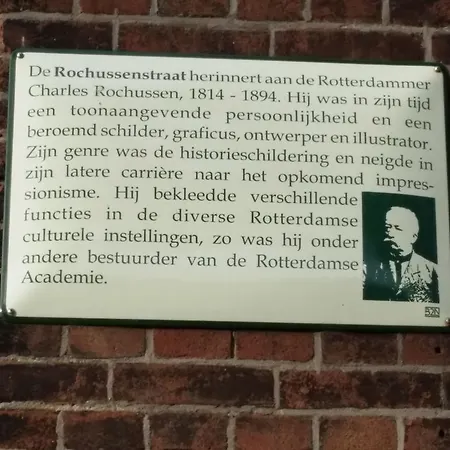 De Rochussenstraat herinnert aan de Rotterdammer
Charles Rochussen, 1814 - 1894. Hij was in zijn tijd
een toonaangevende persoonlijkheid en een
beroemd schilder, graficus, ontwerper en illustrator.
Zijn genre was de historieschildering en neigde in
zijn latere carrière naar het opkomend impres-
sionisme. Hij bekleedde verschillende
functies in de diverse Rotterdamse
culturele instellingen, zo was hij onder
andere bestuurder van de Rotterdamse
Academie.